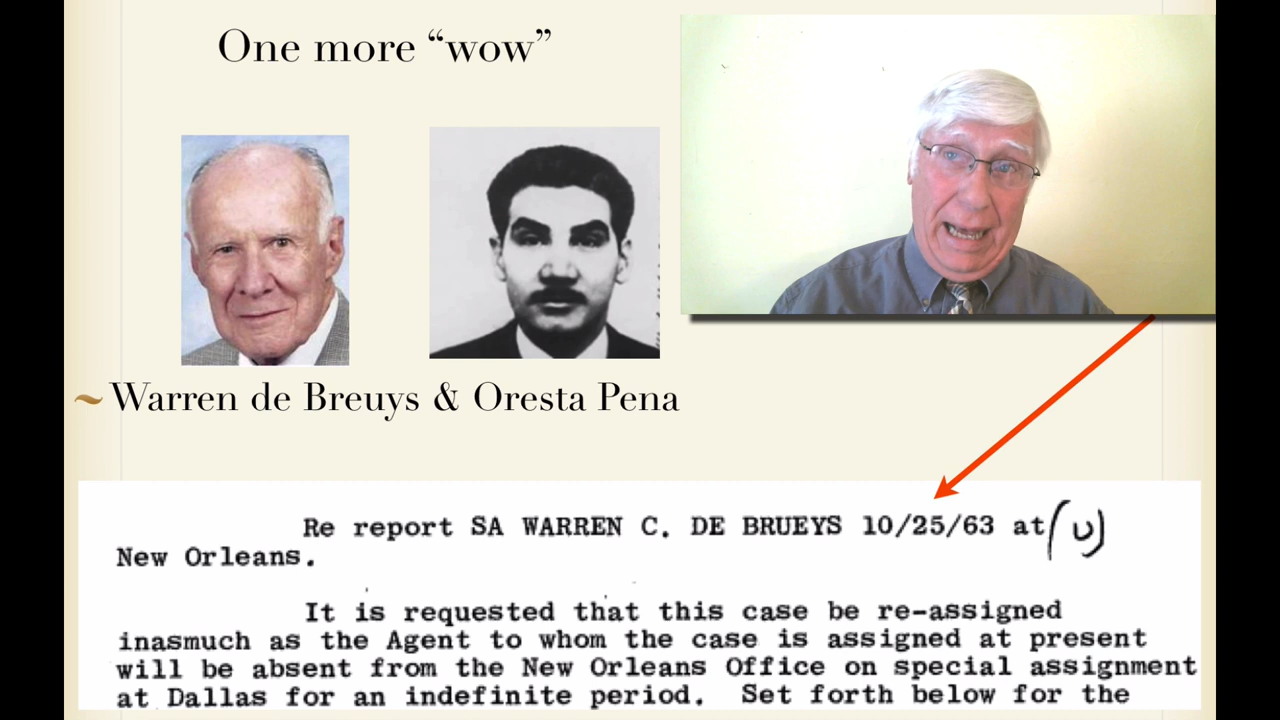 One more “wow”
~Warren de Breuys & Oresta Pena
Re report SA WARREN C. DE BRUEYS 10/25/63 at (U)
New Orleans.
It is requested that this case be re-assigned
inasmuch as the Agent to whom the case is assigned at present
will be absent from the New Orleans Office on special assignment
at Dallas for an indefinite period. Set forth below for the